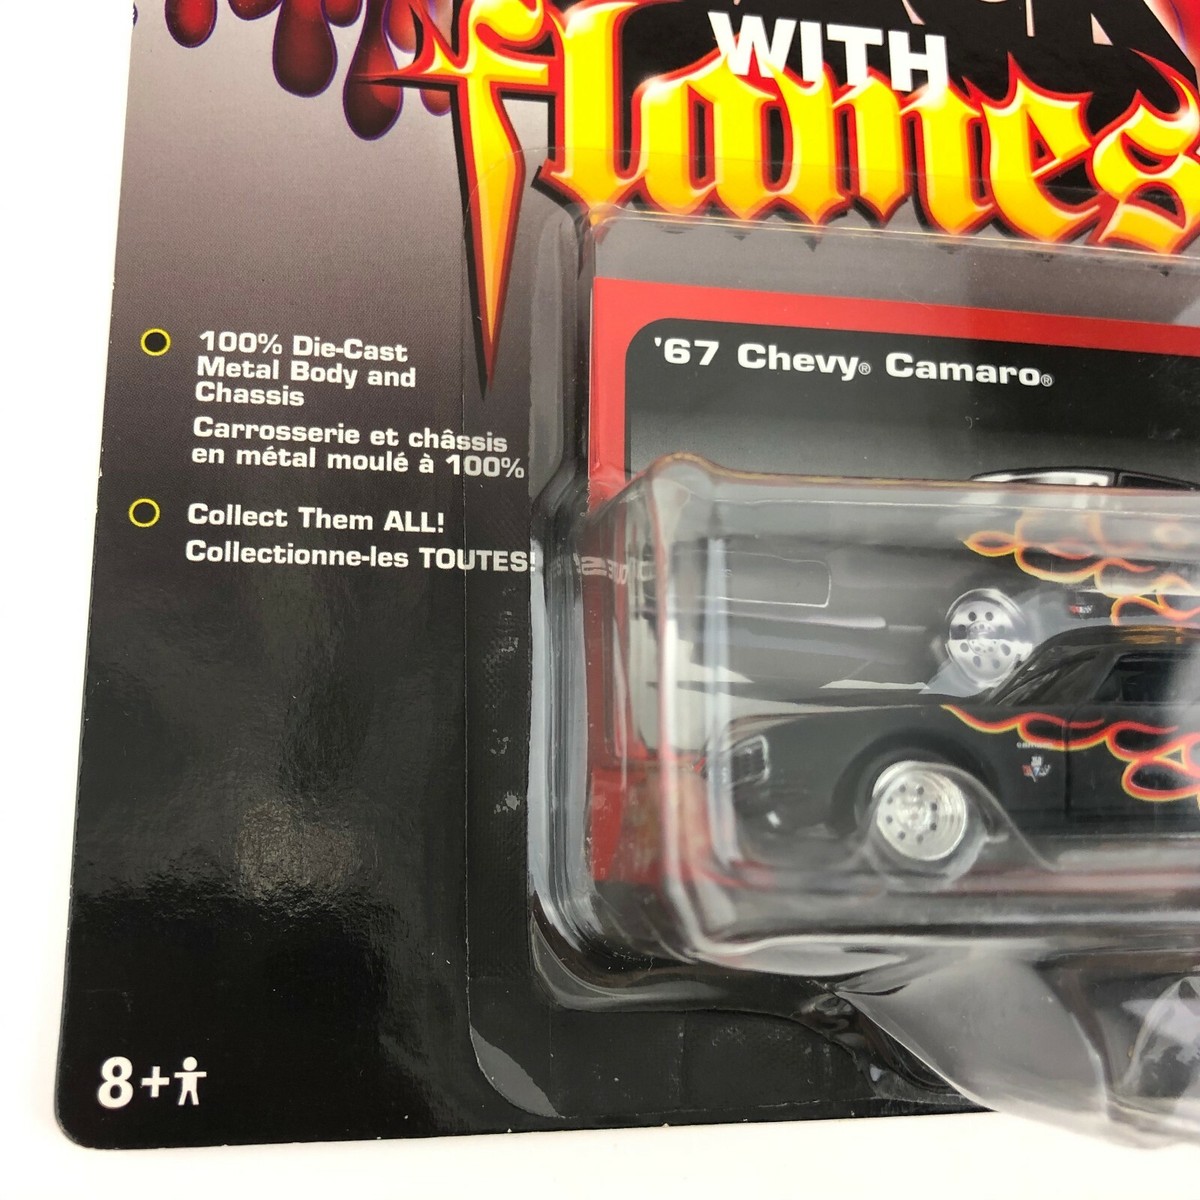 WITH
flames
'67 Chevy® Camaro®
100% Die-Cast
Metal Body and
Chassis
Carrosserie et châssis
en métal moulé à 100%
Collect Them ALL!
Collectionne-les TOUTES!
8+